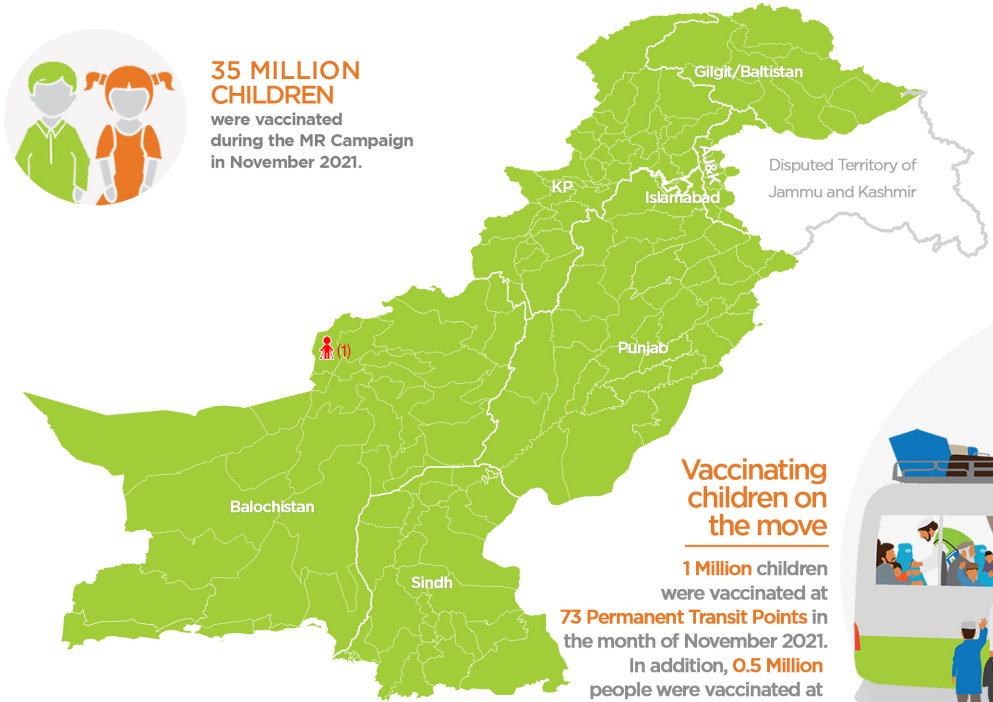 35 MILLION
CHILDREN
were vaccinated
during the MR Campaign
in November 2021.
Gilgit/Baltistan
AJ&K
Disputed Territory of
Jammu and Kashmir
KP
Islamabad
(1)
Punjab
Balochistan
Sindh
Vaccinating
children on
the move
1 Million children
were vaccinated at
73 Permanent Transit Points in
the month of November 2021.
In addition, 0.5 Million
people were vaccinated at